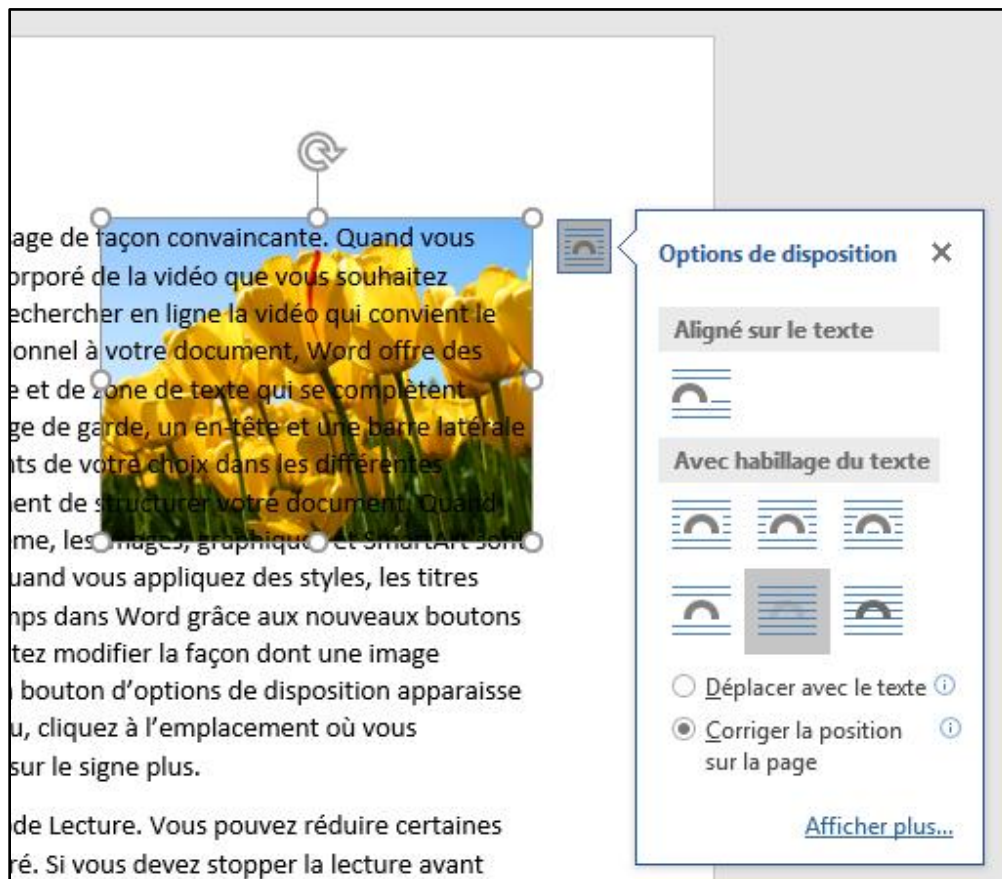 age de façon convaincante. Quand vous
orporé de la vidéo que vous souhaitez
echercher en ligne la vidéo qui convient le
onnel à votre document, Word offre des
e et de zone de texte qui se complètent
ge de garde, un en-tête et une barre latérale
nts de votre choix dans les différentes
ment de structurer votre document. Quand
me, les images, graphiques et SmartArt sont
uand vous appliquez des styles, les titres
mps dans Word grâce aux nouveaux boutons
tez modifier la façon dont une image
bouton d’options de disposition apparaisse
u, cliquez à l’emplacement où vous
sur le signe plus.
de Lecture. Vous pouvez réduire certaines
ré. Si vous devez stopper la lecture avant
Options de disposition
Aligné sur le texte
Avec habillage du texte
Déplacer avec le texte
Corriger la position
sur la page
Afficher plus...